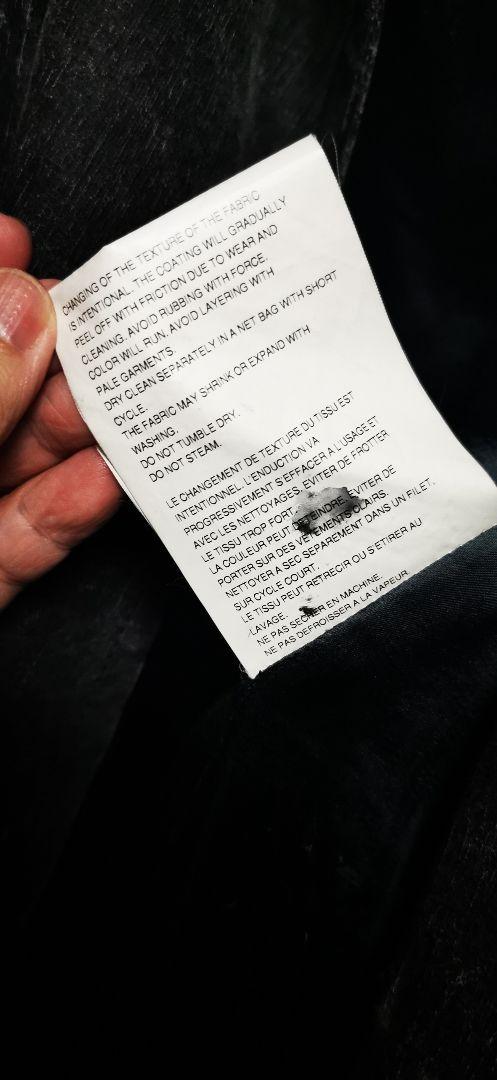 CHANGING OF THE TEXTURE OF THE FABRIC
IS INTENTIONAL. THE COATING WILL GRADUALLY
PEEL OFF WITH FRICTION DUE TO WEAR AND
CLEANING. AVOID RUBBING WITH FORCE.
COLOR WILL RUN. AVOID LAYERING WITH
PALE GARMENTS.
DRY CLEAN SEPARATELY IN A NET BAG WITH SHORT
CYCLE.
THE FABRIC MAY SHRINK OR EXPAND WITH
WASHING.
DO NOT TUMBLE DRY.
DO NOT STEAM.
LE CHANGEMENT DE TEXTURE DU TISSU EST
INTENTIONNEL. L'ENDUCTION VA
PROGRESSIVEMENT S'EFFACER A L'USAGE ET
AVEC LES NETTOYAGES. EVITER DE FROTTER
LE TISSU TROP FORT.
LA COULEUR PEUT EVITER DE
PORTER SUR DES VETEMENTS CLAIRS.
NETTOYER A SEC SEPAREMENT DANS UN FILET.
SUR CYCLE COURT.
LE TISSU PEUT RETRECIR OU S'ETIRER AU
LAVAGE.
NE PAS SECHER EN MACHINE.
NE PAS DEFROISSER A LA VAPEUR.